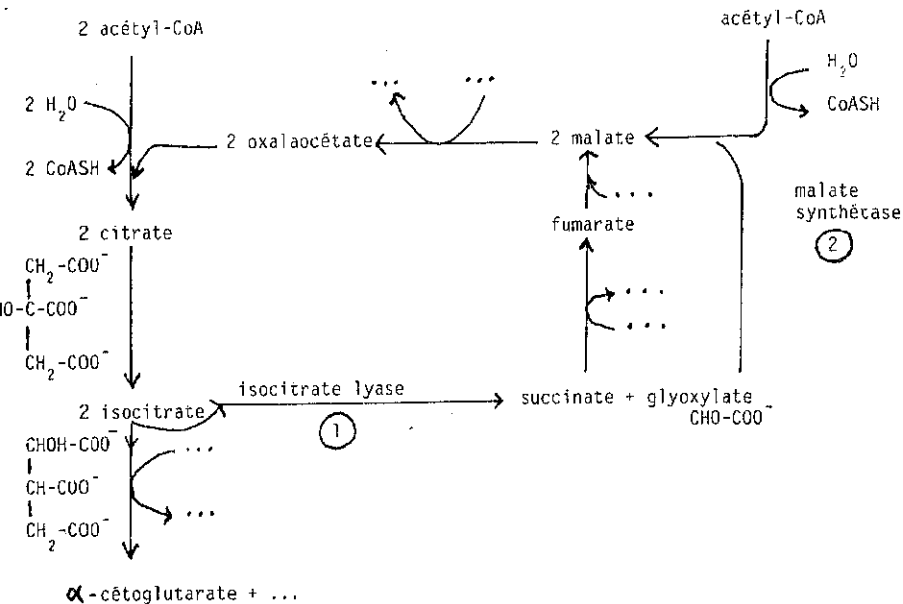 2 acétyl-CoA
acétyl-CoA
2 H2O
H2O
... ...
CoASH
2 oxalaocétate
2 malate
2 CoASH
...
malate
synthétase
2
2 citrate
fumarate
CH2-COO⁻
HO-C-COO⁻
CH2-COO⁻
...
...
isocitrate lyase
2 isocitrate
succinate + glyoxylate
CHO-COO⁻
1
CHOH-COO⁻
CH-COO⁻
CH2-COO⁻
...
...
α-cétoglutarate + ...